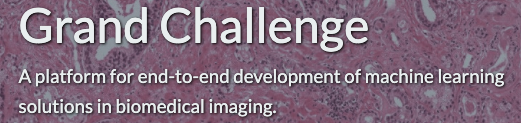 Grand Challenge
A platform for end-to-end development of machine learning
solutions in biomedical imaging.